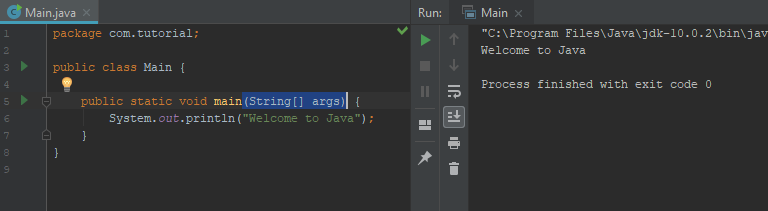 Main.java
1 package com.tutorial;
2
3 public class Main {
4
5 public static void main(String[] args) {
6 System.out.println("Welcome to Java");
7 }
8 }
9
Run: Main
"C:\Program Files\Java\jdk-10.0.2\bin\jav
Welcome to Java
Process finished with exit code 0